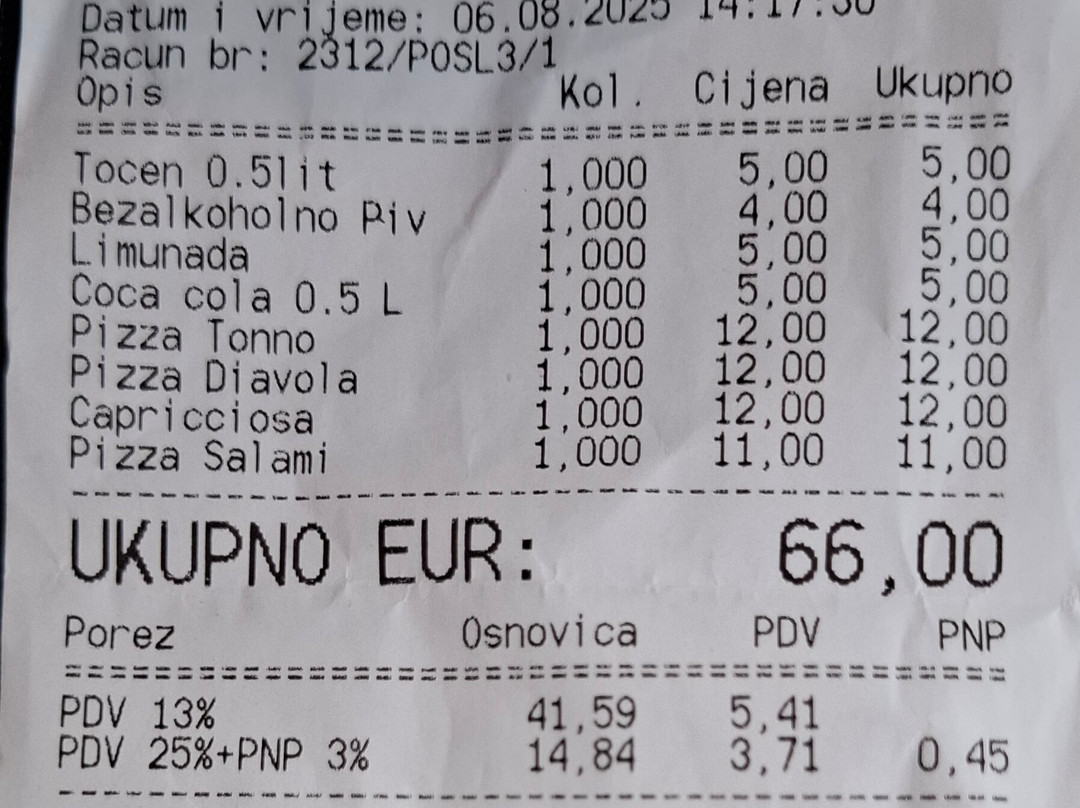 Datum i vrijeme: 06.08.2025 14:17:30
Racun br: 2312/POSL3/1
Opis Kol. Cijena Ukupno
Tocen 0.5lit 1,000 5,00 5,00
Bezalkoholno Piv 1,000 4,00 4,00
Limunada 1,000 5,00 5,00
Coca cola 0.5 L 1,000 5,00 5,00
Pizza Tonno 1,000 12,00 12,00
Pizza Diavola 1,000 12,00 12,00
Capricciosa 1,000 12,00 12,00
Pizza Salami 1,000 11,00 11,00
UKUPNO EUR: 66,00
Porez Osnovica PDV PNP
PDV 13% 41,59 5,41
PDV 25%+PNP 3% 14,84 3,71 0,45